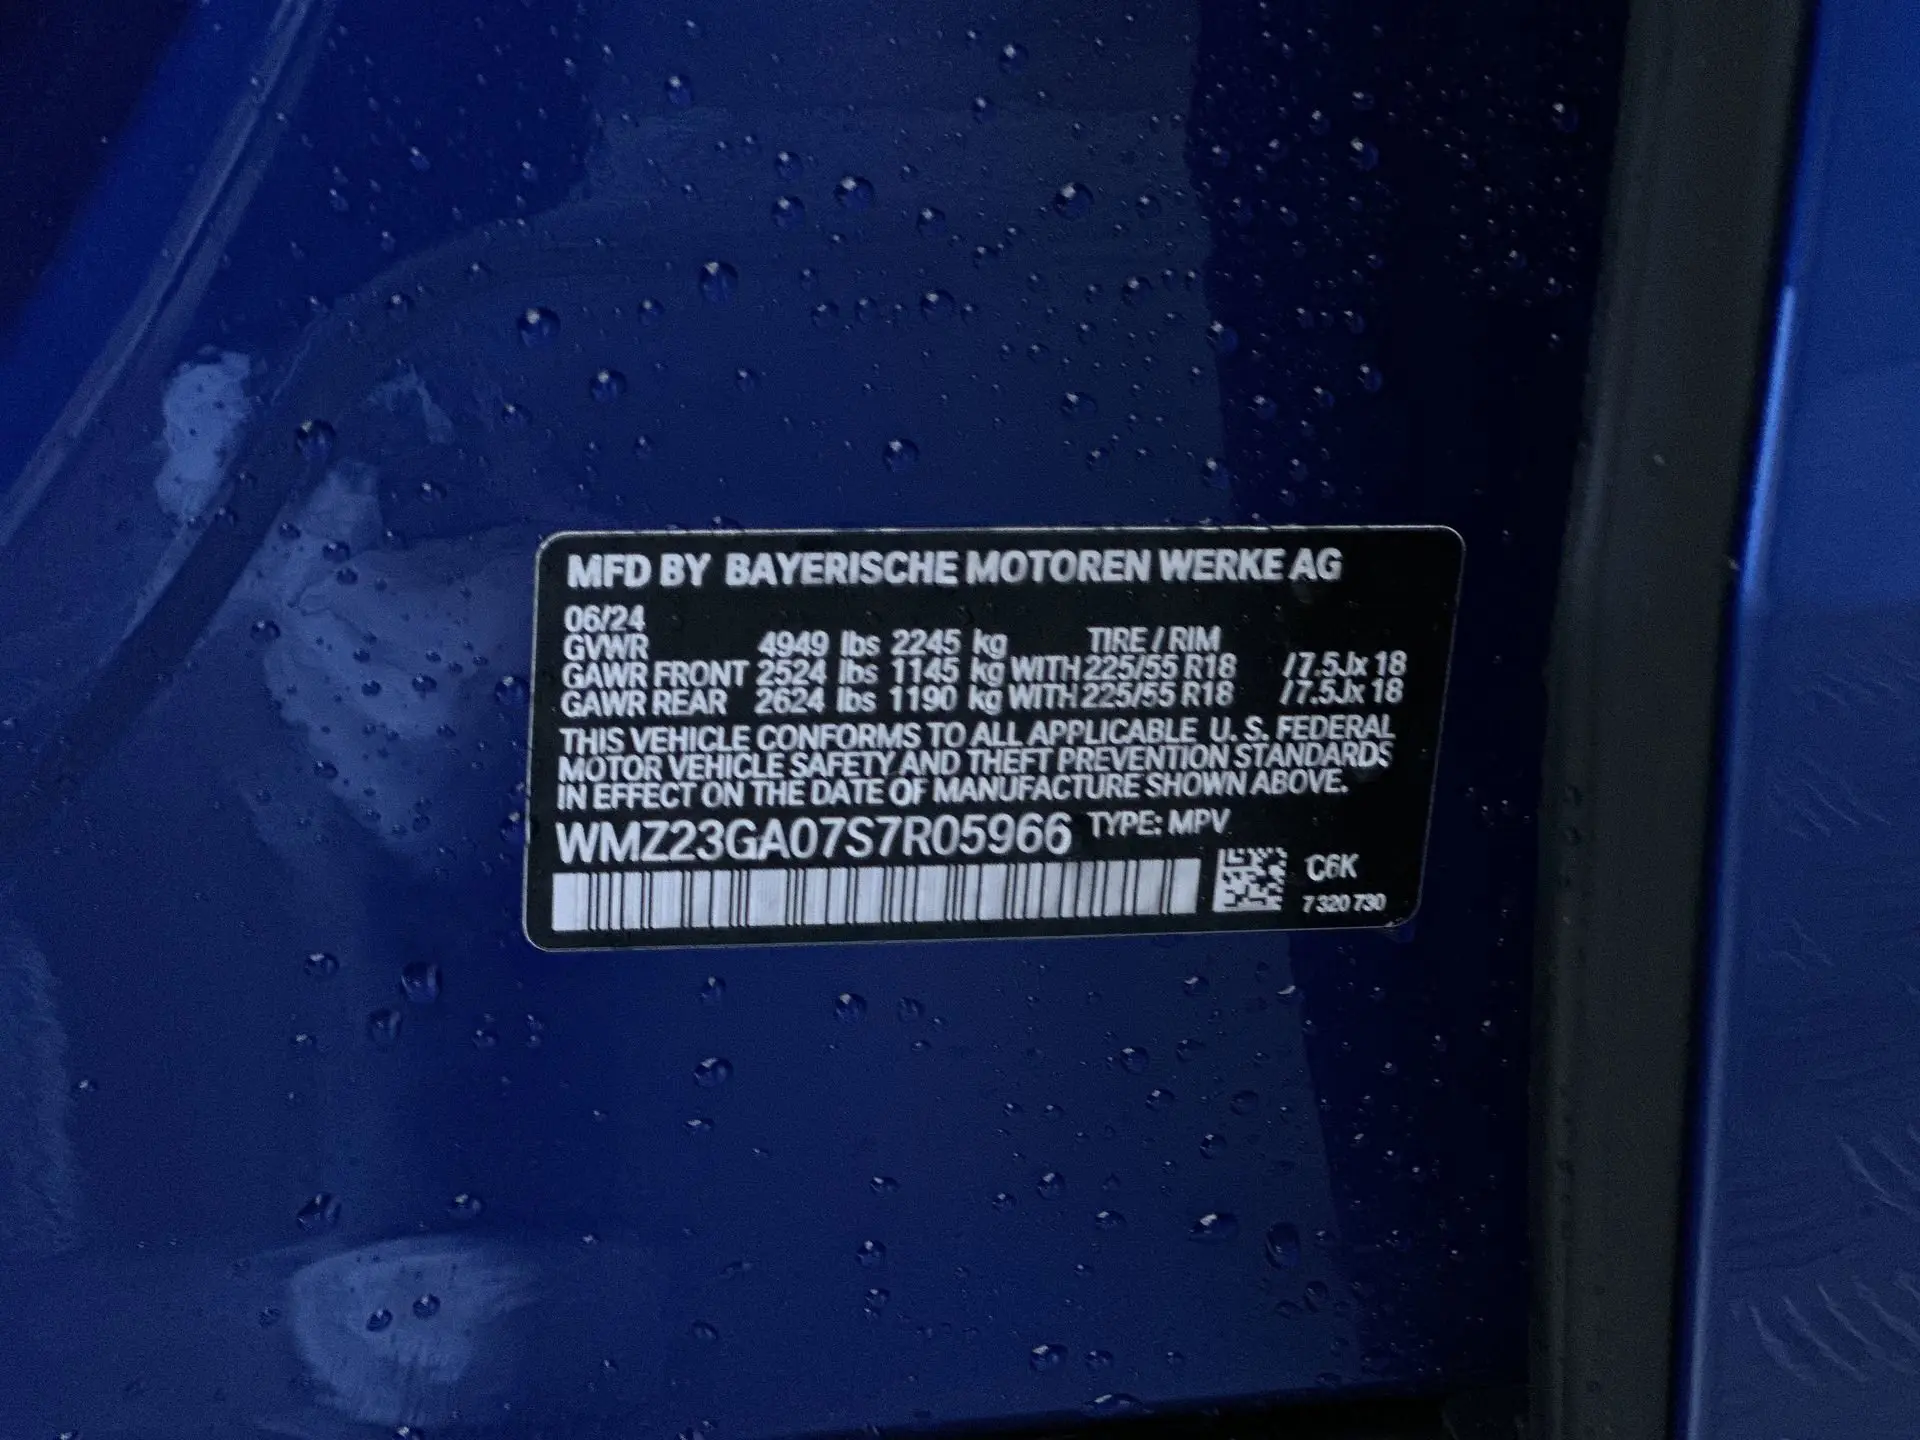 MFD BY BAYERISCHE MOTOREN WERKE AG
06/24
GVWR 4949 lbs 2245 kg TIRE / RIM
GAWR FRONT 2524 lbs 1145 kg WITH 225/55 R18 / 7.5Jx 18
GAWR REAR 2624 lbs 1190 kg WITH 225/55 R18 / 7.5Jx 18
THIS VEHICLE CONFORMS TO ALL APPLICABLE U. S. FEDERAL
MOTOR VEHICLE SAFETY AND THEFT PREVENTION STANDARDS
IN EFFECT ON THE DATE OF MANUFACTURE SHOWN ABOVE.
WMZ23GA07S7R05966 TYPE: MPV
C6K
7 320 730